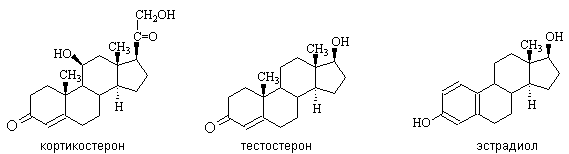 CH₂OH
C=O
HO
CH₃
CH₃
H
O
кортикостерон
OH
CH₃
CH₃
H
O
тестостерон
OH
CH₃
H
HO
эстрадиол